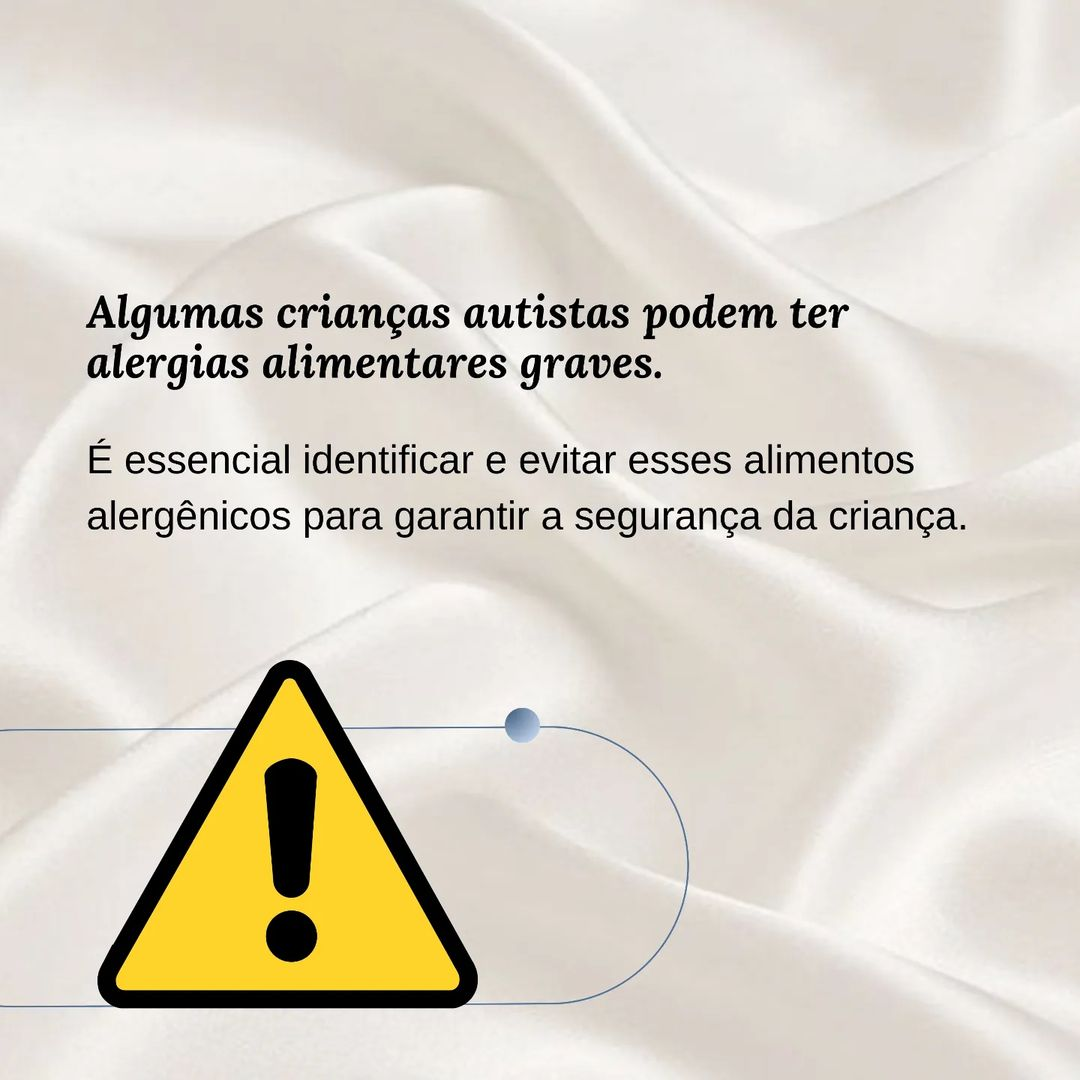 Algumas crianças autistas podem ter
alergias alimentares graves.
É essencial identificar e evitar esses alimentos
alergênicos para garantir a segurança da criança.